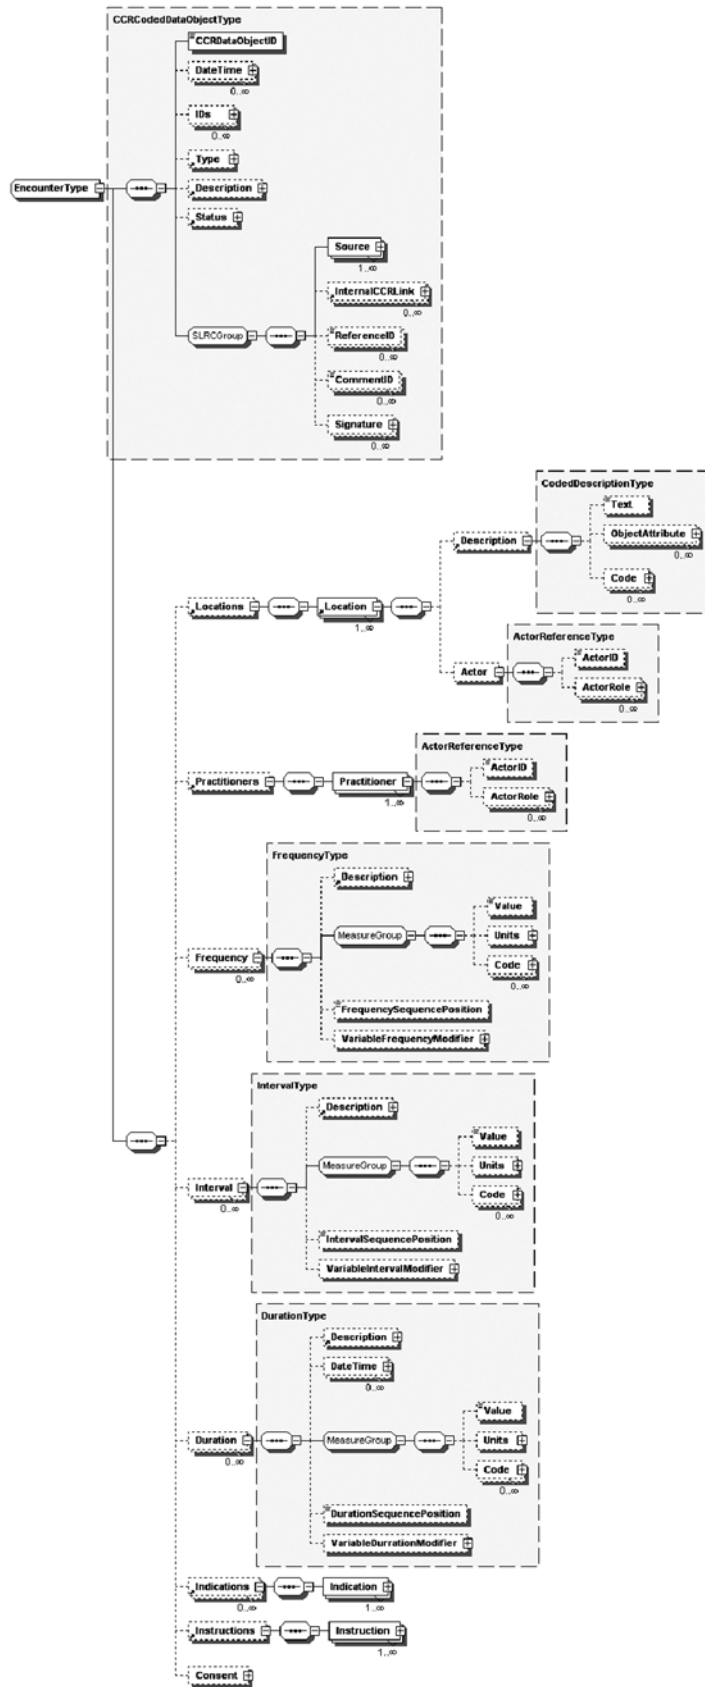 CCRCodedDataObjectType
CCRDataObjectID
DateTime
0..∞
IDs
0..∞
Type
EncounterType
Description
Status
Source
1..∞
InternalCCRLink
0..∞
SLRCGroup
ReferenceID
0..∞
CommentID
0..∞
Signature
0..∞
CodedDescriptionType
Text
Description
ObjectAttribute
0..∞
Code
0..∞
Locations
Location
1..∞
ActorReferenceType
ActorID
Actor
ActorRole
0..∞
ActorReferenceType
ActorID
Practitioners
Practitioner
1..∞
ActorRole
0..∞
FrequencyType
Description
Value
MeasureGroup
Units
Frequency
0..∞
Code
0..∞
FrequencySequencePosition
VariableFrequencyModifier
IntervalType
Description
Value
MeasureGroup
Units
Interval
0..∞
Code
0..∞
IntervalSequencePosition
VariableIntervalModifier
DurationType
Description
DateTime
0..∞
Value
Duration
0..∞
MeasureGroup
Units
Code
0..∞
DurationSequencePosition
VariableDurrationModifier
Indications
0..∞
Indication
1..∞
Instructions
Instruction
1..∞
Consent